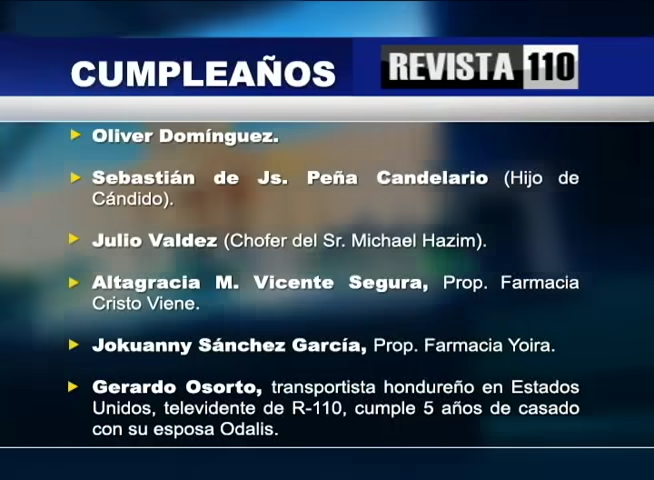 CUMPLEAÑOS
REVISTA 110
Oliver Domínguez.
Sebastián de Js. Peña Candelario (Hijo de
Cándido).
Julio Valdez (Chofer del Sr. Michael Hazim).
Altagracia M. Vicente Segura, Prop. Farmacia
Cristo Viene.
Jokuanny Sánchez García, Prop. Farmacia Yoira.
Gerardo Osorto, transportista hondureño en Estados
Unidos, televidente de R-110, cumple 5 años de casado
con su esposa Odalis.